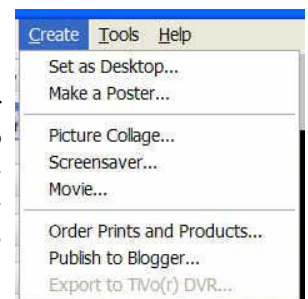 Create Tools Help
Set as Desktop...
Make a Poster...
Picture Collage...
Screensaver...
Movie...
Order Prints and Products...
Publish to Blogger...
Export to TiVo(r) DVR...